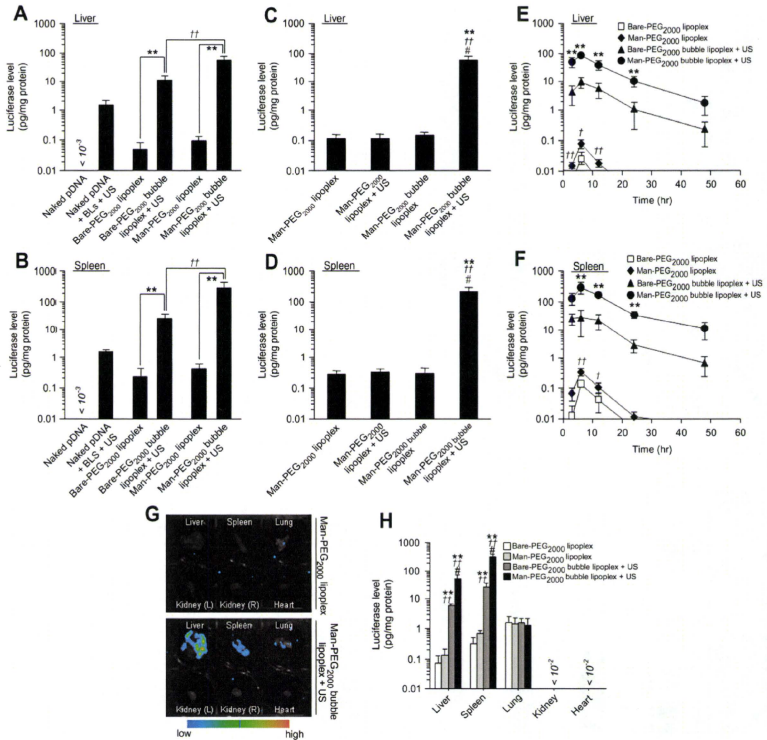 A
Liver
Luciferase level
(pg/mg protein)
1000
100
10
1
0.1
0.01
**
††
**
< 10-3
Naked pDNA
Naked pDNA
+ BLs + US
Bare-PEG2000 lipoplex
Bare-PEG2000 bubble
lipoplex + US
Man-PEG2000 lipoplex
Man-PEG2000 bubble
lipoplex + US
C
Liver
Luciferase level
(pg/mg protein)
1000
100
10
1
0.1
0.01
**
††
#
Man-PEG2000 lipoplex
Man-PEG2000
lipoplex + US
Man-PEG2000 bubble
lipoplex
Man-PEG2000 bubble
lipoplex + US
E
Liver
Bare-PEG2000 lipoplex
Man-PEG2000 lipoplex
Bare-PEG2000 bubble lipoplex + US
Man-PEG2000 bubble lipoplex + US
Luciferase level
(pg/mg protein)
1000
100
10
1
0.1
0.01
**
**
**
**
††
†
††
0 10 20 30 40 50 60
Time (hr)
B
Spleen
Luciferase level
(pg/mg protein)
1000
100
10
1
0.1
0.01
**
††
**
< 10-3
Naked pDNA
Naked pDNA
+ BLS + US
Bare-PEG2000 lipoplex
Bare-PEG2000 bubble
lipoplex + US
Man-PEG2000 lipoplex
Man-PEG2000 bubble
lipoplex + US
D
Spleen
Luciferase level
(pg/mg protein)
1000
100
10
1
0.1
0.01
**
††
#
Man-PEG2000 lipoplex
Man-PEG2000
lipoplex + US
Man-PEG2000 bubble
lipoplex
Man-PEG2000 bubble
lipoplex + US
F
Spleen
Bare-PEG2000 lipoplex
Man-PEG2000 lipoplex
Bare-PEG2000 bubble lipoplex + US
Man-PEG2000 bubble lipoplex + US
Luciferase level
(pg/mg protein)
1000
100
10
1
0.1
0.01
**
**
**
††
†
0 10 20 30 40 50 60
Time (hr)
G
Liver Spleen Lung
Kidney (L) Kidney (R) Heart
Man-PEG2000 lipoplex
Liver Spleen Lung
Kidney (L) Kidney (R) Heart
Man-PEG2000 bubble
lipoplex + US
low high
H
Bare-PEG2000 lipoplex
Man-PEG2000 lipoplex
Bare-PEG2000 bubble lipoplex + US
Man-PEG2000 bubble lipoplex + US
Luciferase level
(pg/mg protein)
1000
100
10
1
0.1
0.01
**
††
**
††
#
**
††
**
††
#
< 10-2
< 10-2
Liver
Spleen
Lung
Kidney
Heart